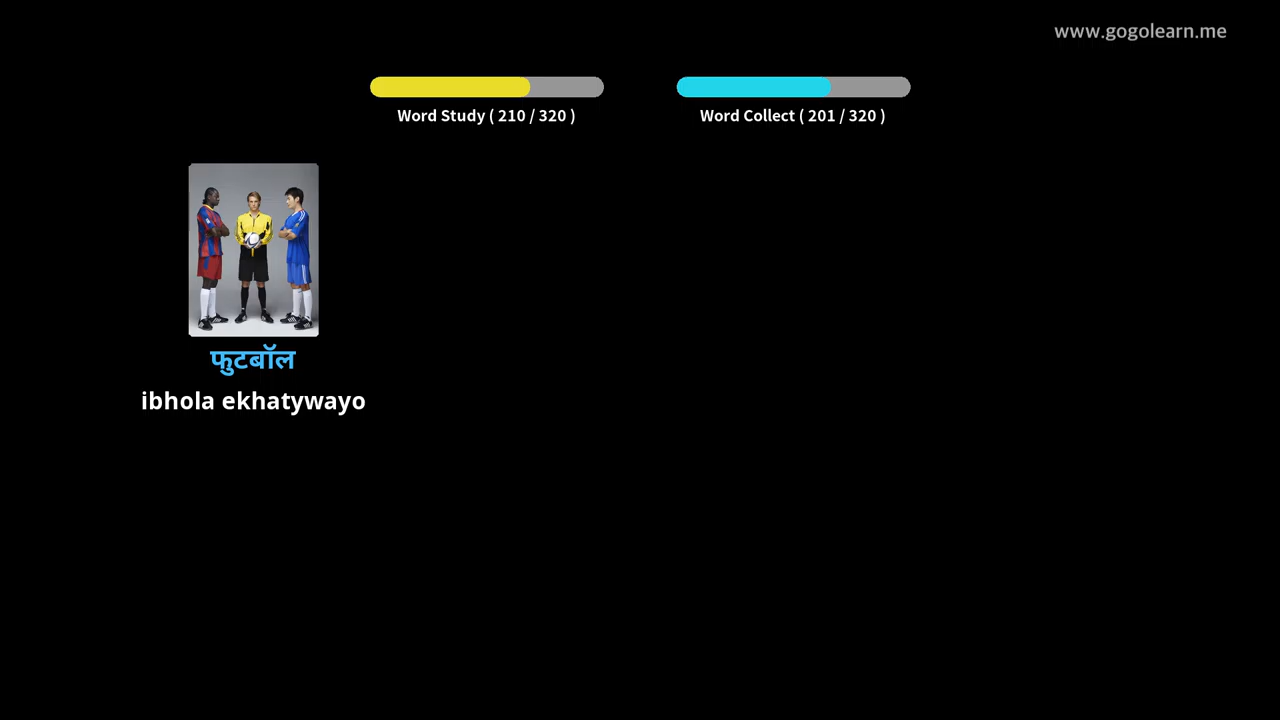 www.gogolearn.me
Word Study ( 210 / 320 )
Word Collect ( 201 / 320 )
फुटबॉल
ibhola ekhatywayo